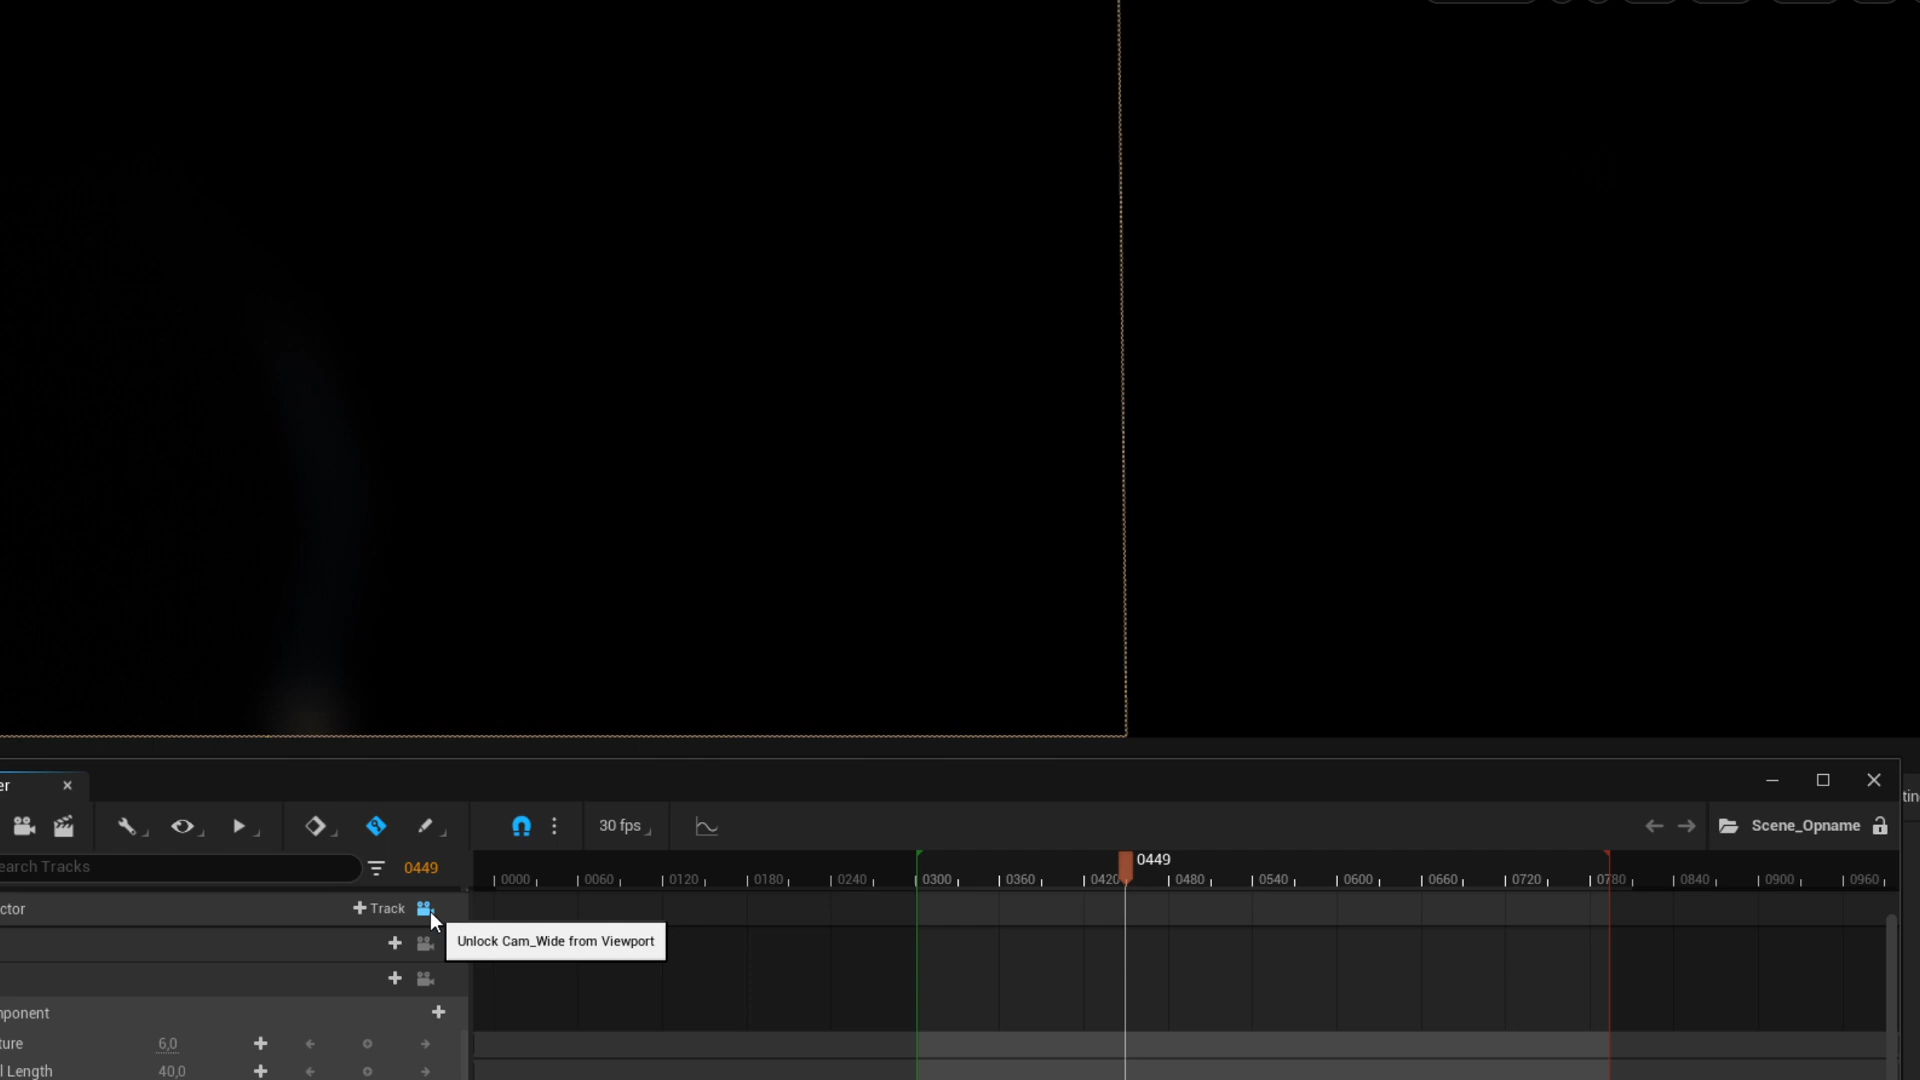 er
tin
30 fps
Scene_Opname
earch Tracks
0449
0449
0000 0060 0120 0180 0240 0300 0360 0420 0480 0540 0600 0660 0720 0780 0840 0900 0960
ctor
Track
Unlock Cam_Wide from Viewport
nponent
ture
6,0
l Length
40,0